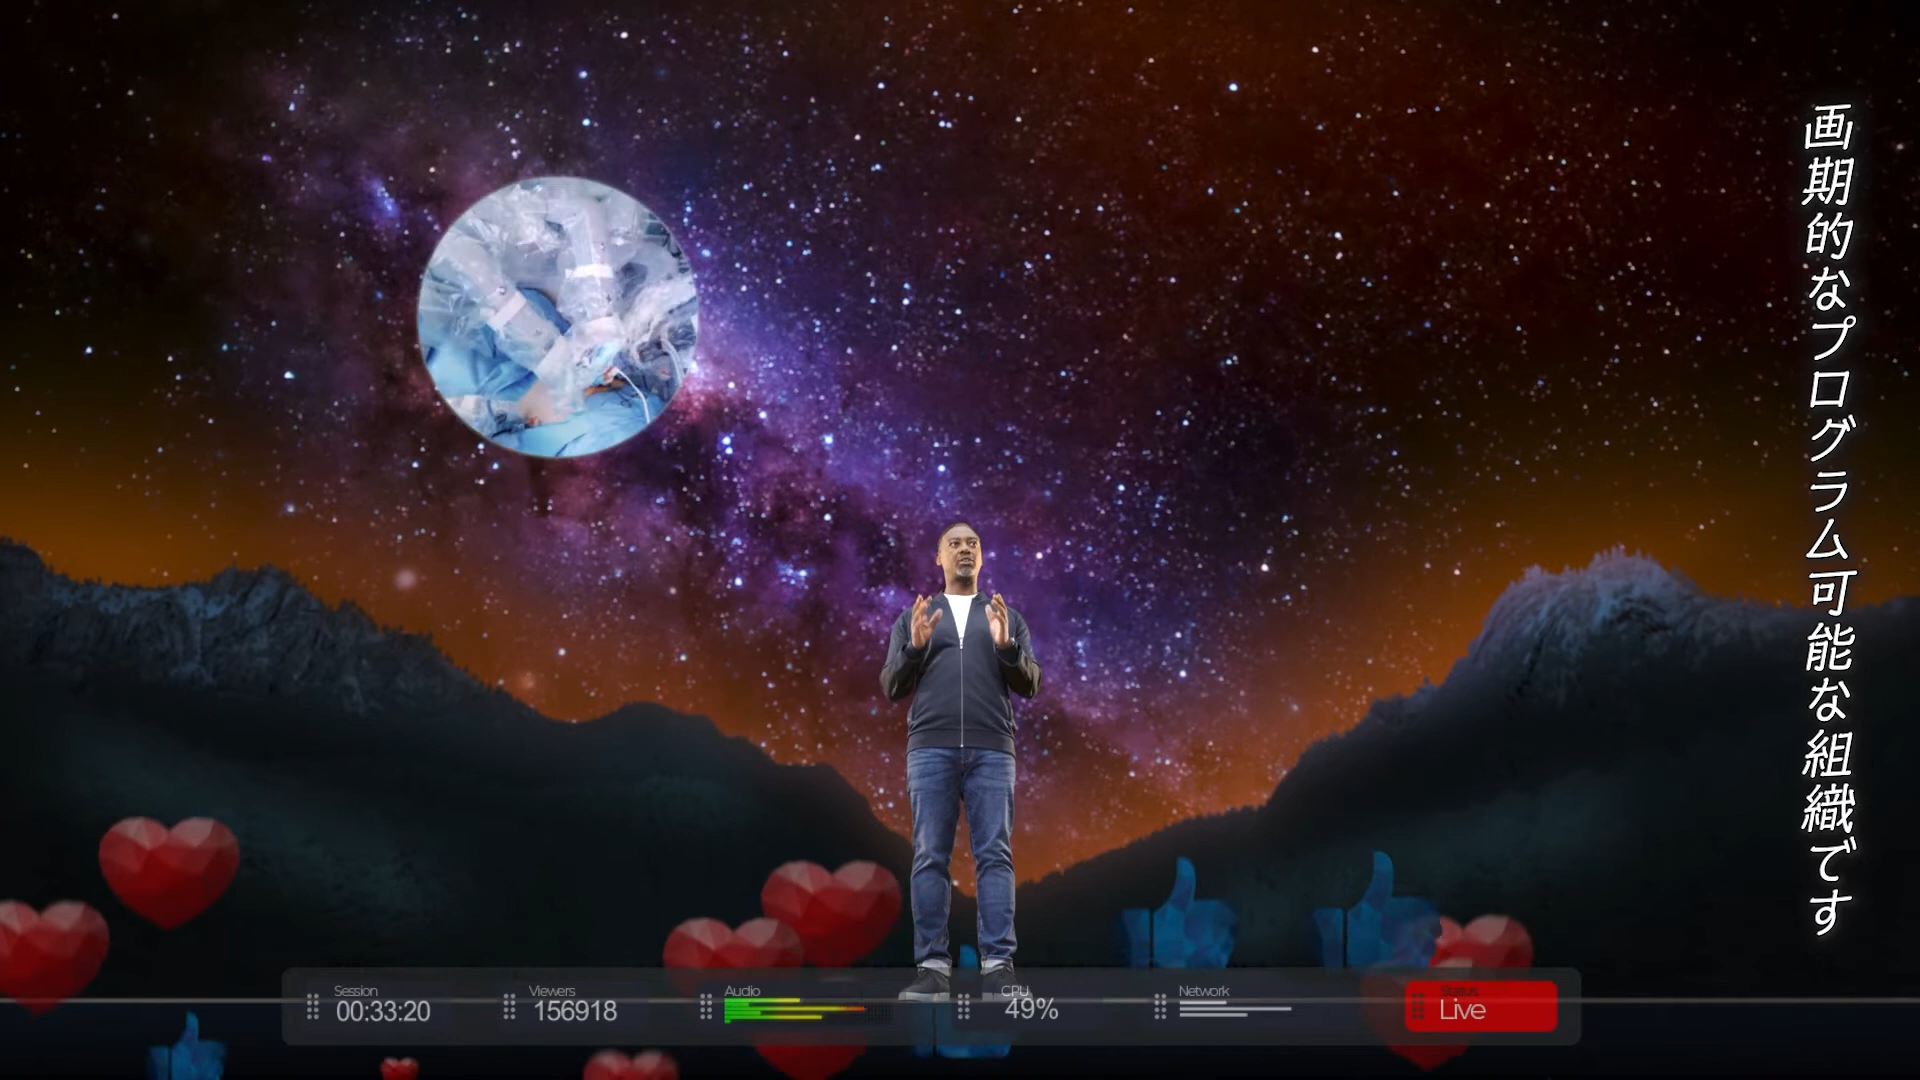 画期的なプログラム可能な組織です
Session
00:33:20
Viewers
156918
Audio
CPU
49%
Network
Status
Live